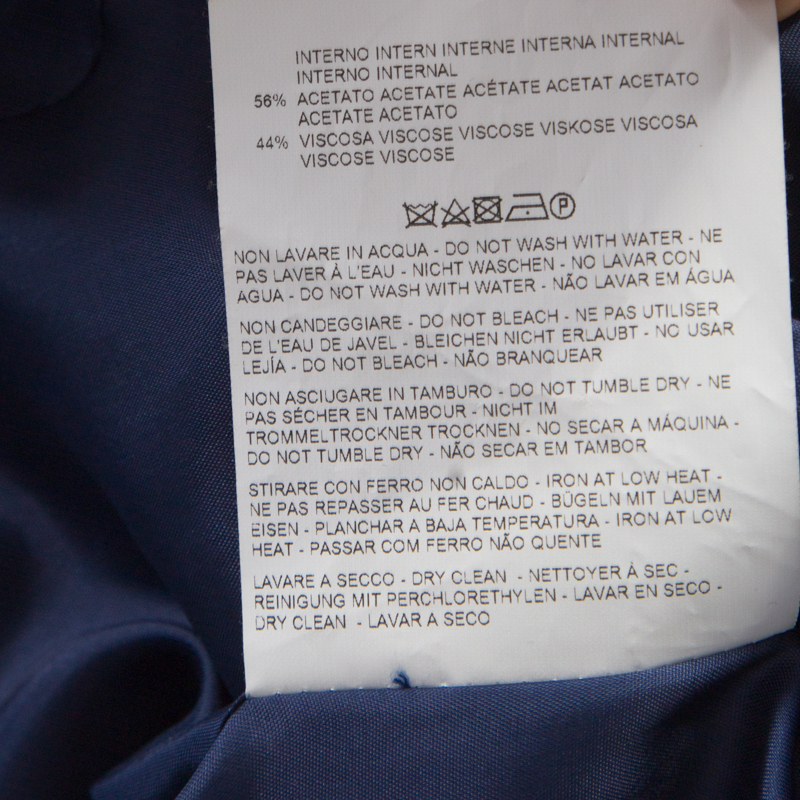 INTERNO INTERN INTERNE INTERNA INTERNAL
INTERNO INTERNAL
56% ACETATO ACETATE ACÉTATE ACETAT ACETATO
ACETATE ACETATO
44% VISCOSA VISCOSE VISCOSE VISKOSE VISCOSA
VISCOSE VISCOSE
P
NON LAVARE IN ACQUA - DO NOT WASH WITH WATER - NE
PAS LAVER À L'EAU - NICHT WASCHEN - NO LAVAR CON
AGUA - DO NOT WASH WITH WATER - NÃO LAVAR EM ÁGUA
NON CANDEGGIARE - DO NOT BLEACH - NE PAS UTILISER
DE L'EAU DE JAVEL - BLEICHEN NICHT ERLAUBT - NO USAR
LEJÍA - DO NOT BLEACH - NÃO BRANQUEAR
NON ASCIUGARE IN TAMBURO - DO NOT TUMBLE DRY - NE
PAS SÉCHER EN TAMBOUR - NICHT IM
TROMMELTROCKNER TROCKNEN - NO SECAR A MÁQUINA -
DO NOT TUMBLE DRY - NÃO SECAR EM TAMBOR
STIRARE CON FERRO NON CALDO - IRON AT LOW HEAT -
NE PAS REPASSER AU FER CHAUD - BÜGELN MIT LAUEM
EISEN - PLANCHAR A BAJA TEMPERATURA - IRON AT LOW
HEAT - PASSAR COM FERRO NÃO QUENTE
LAVARE A SECCO - DRY CLEAN - NETTOYER À SEC -
REINIGUNG MIT PERCHLORETHYLEN - LAVAR EN SECO -
DRY CLEAN - LAVAR A SECO